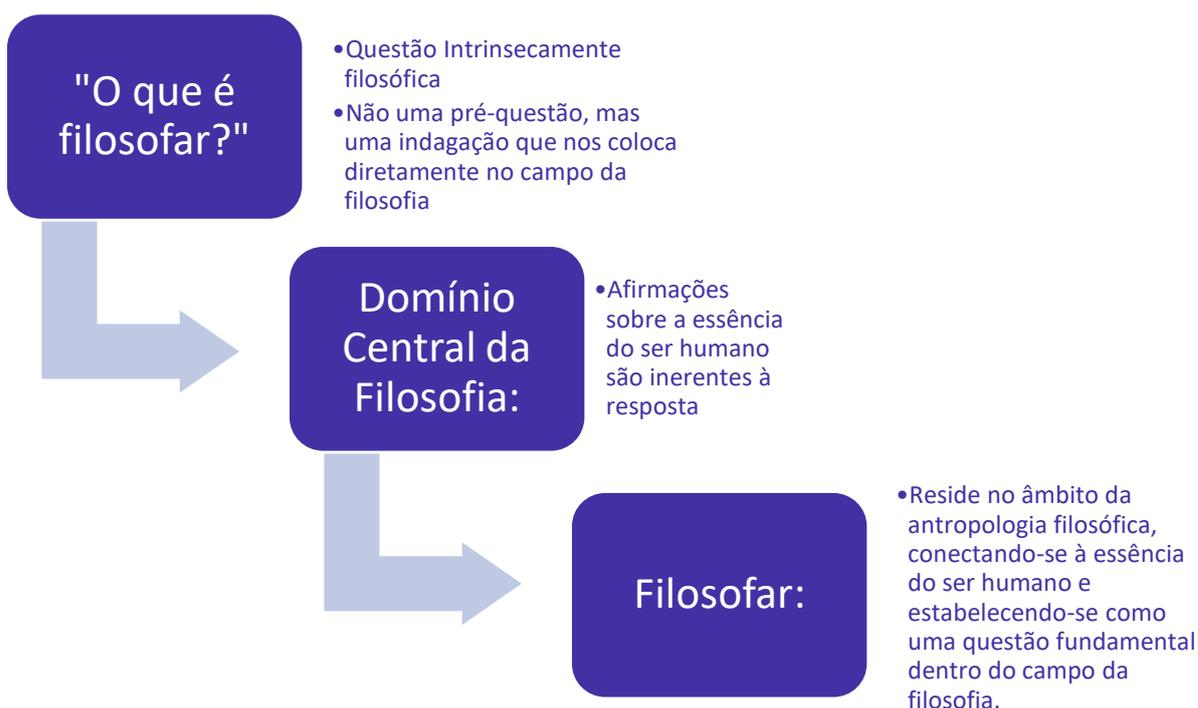 "O que é
filosofar?"
•Questão Intrinsecamente
filosófica
•Não uma pré-questão, mas
uma indagação que nos coloca
diretamente no campo da
filosofia
Domínio
Central da
Filosofia:
•Afirmações
sobre a essência
do ser humano
são inerentes à
resposta
Filosofar:
•Reside no âmbito da
antropologia filosófica,
conectando-se à essência
do ser humano e
estabelecendo-se como
uma questão fundamental
dentro do campo da
filosofia.